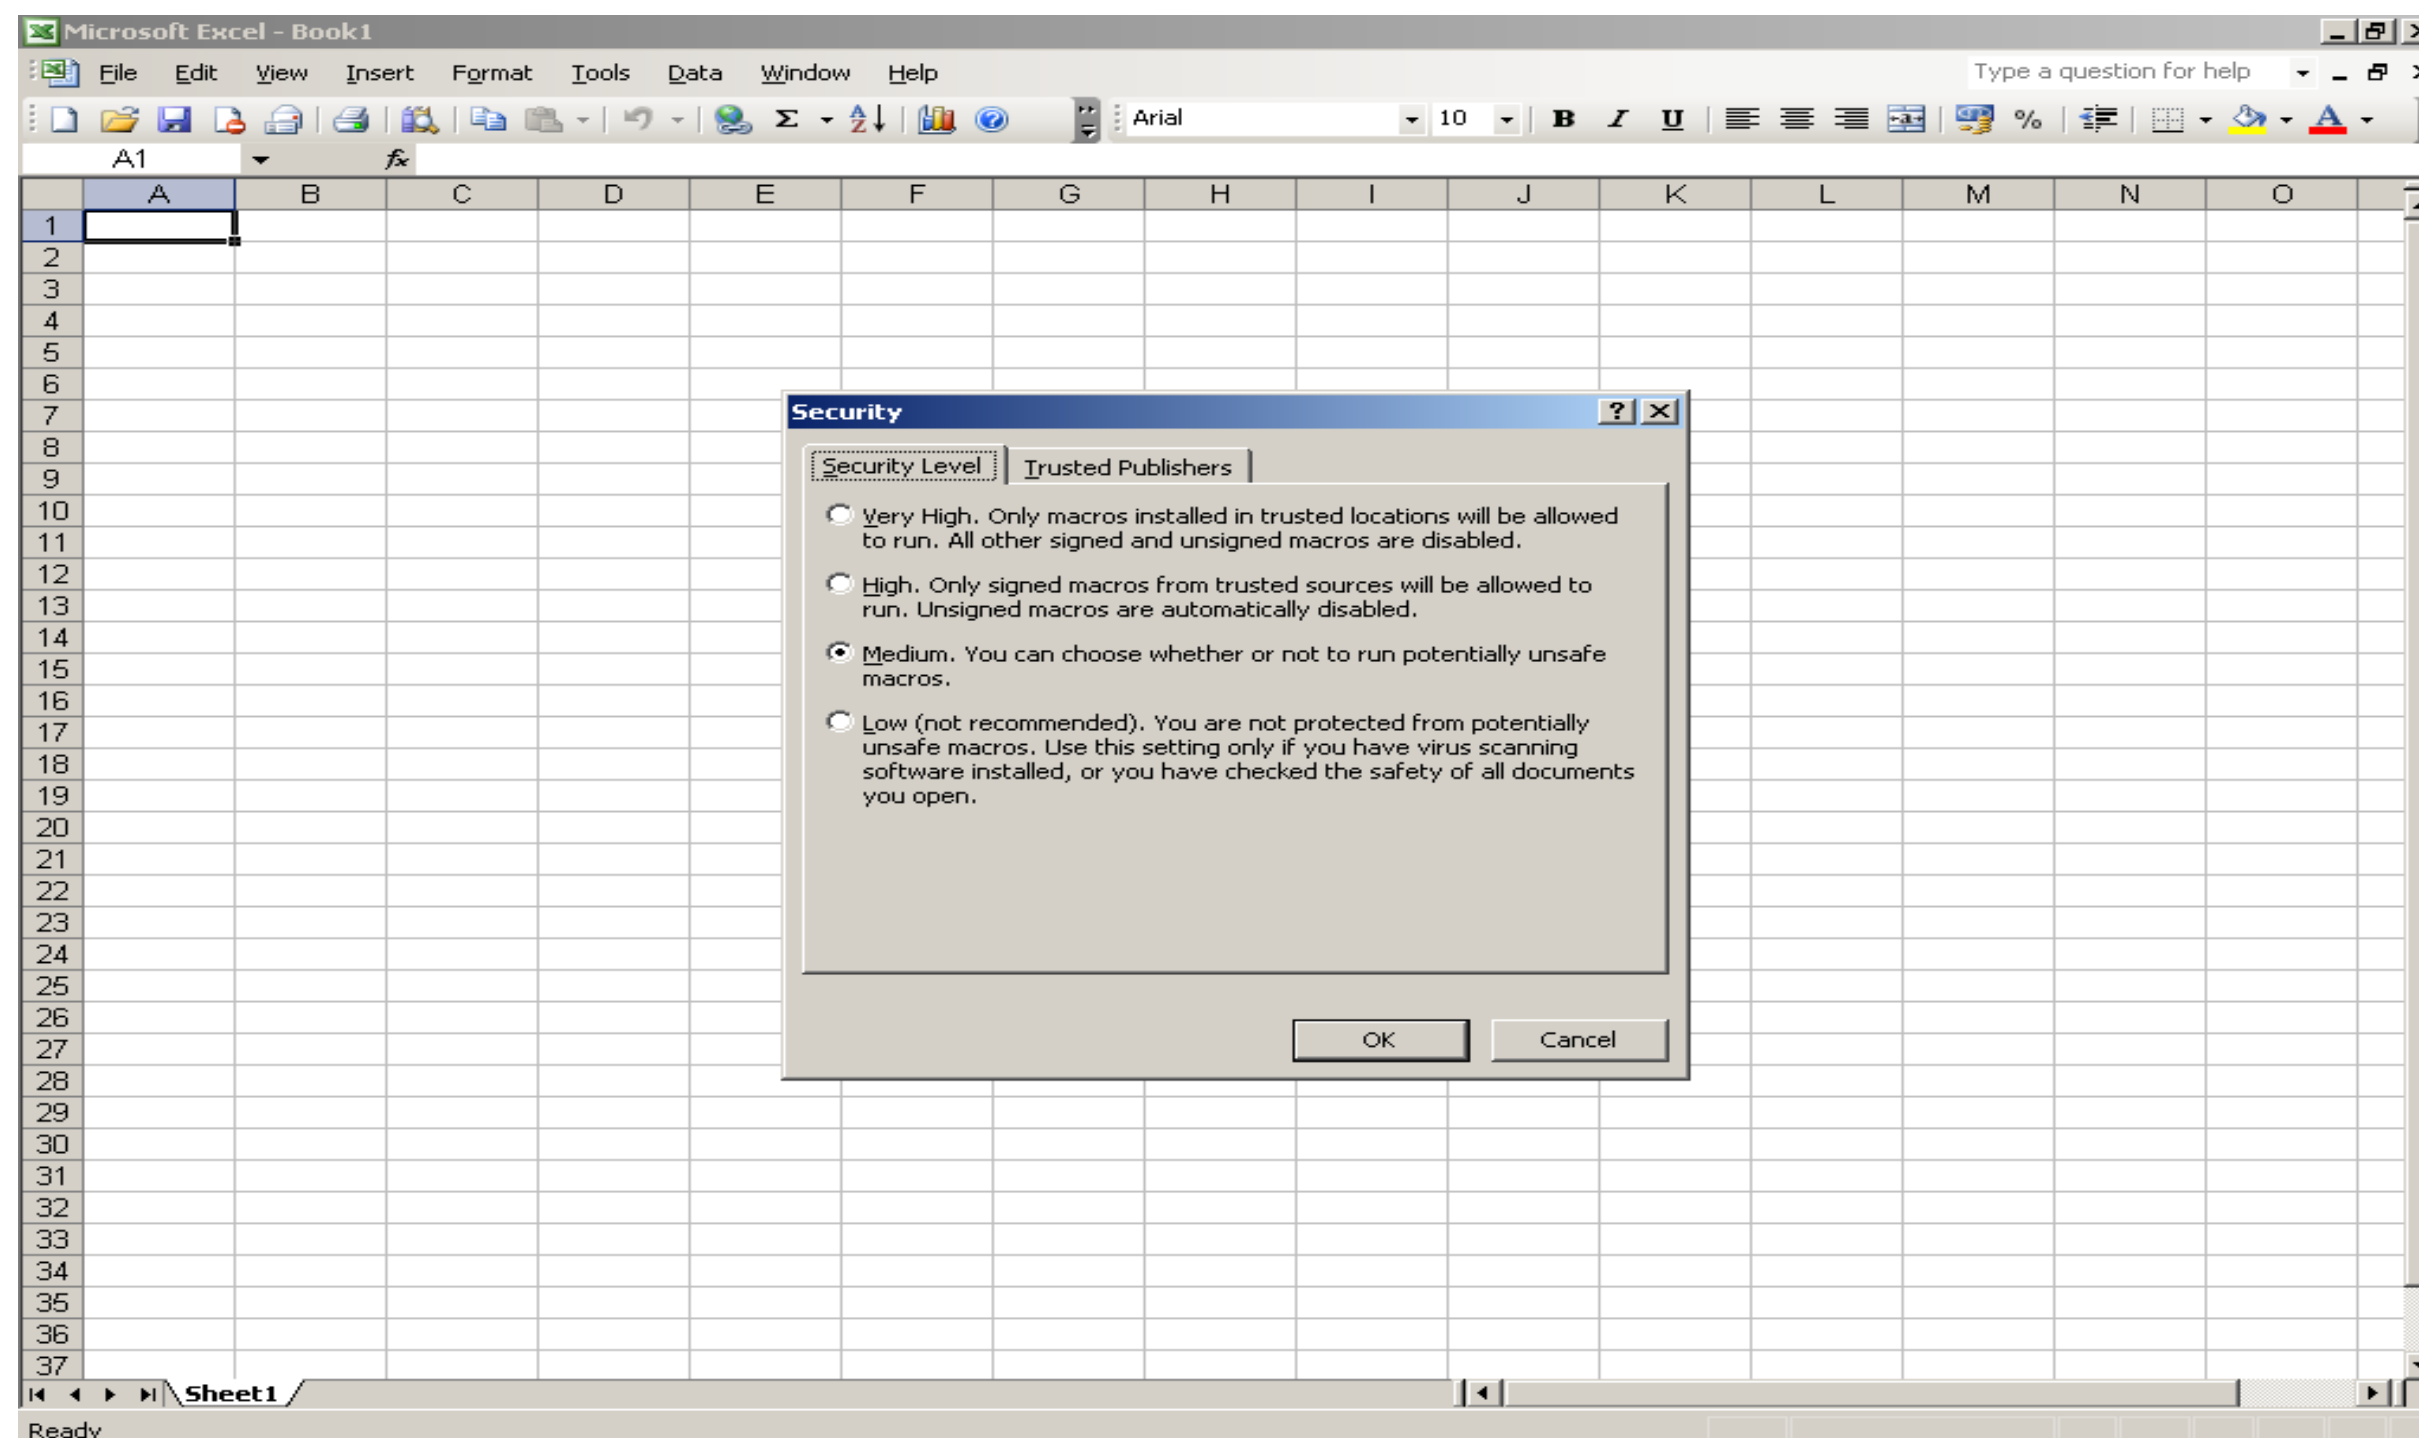 Microsoft Excel - Book1
File Edit View Insert Format Tools Data Window Help Type a question for help
Arial 10 B I U % A
A1 fx
A B C D E F G H I J K L M N O
1
2
3
4
5
6
7
8
9
10
11
12
13
14
15
16
17
18
19
20
21
22
23
24
25
26
27
28
29
30
31
32
33
34
35
36
37
Security
Security Level Trusted Publishers
Very High. Only macros installed in trusted locations will be allowed
to run. All other signed and unsigned macros are disabled.
High. Only signed macros from trusted sources will be allowed to
run. Unsigned macros are automatically disabled.
Medium. You can choose whether or not to run potentially unsafe
macros.
Low (not recommended). You are not protected from potentially
unsafe macros. Use this setting only if you have virus scanning
software installed, or you have checked the safety of all documents
you open.
OK Cancel
Sheet1
Ready